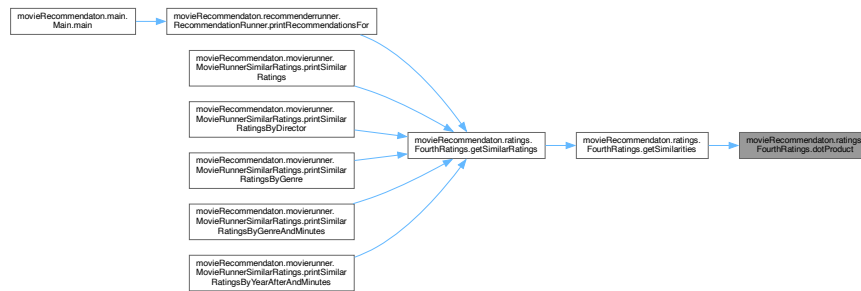 movieRecommendaton.main.
Main.main
movieRecommendaton.recommenderrunner.
RecommendationRunner.printRecommendationsFor
movieRecommendaton.movierunner.
MovieRunnerSimilarRatings.printSimilar
Ratings
movieRecommendaton.movierunner.
MovieRunnerSimilarRatings.printSimilar
RatingsByDirector
movieRecommendaton.movierunner.
MovieRunnerSimilarRatings.printSimilar
RatingsByGenre
movieRecommendaton.movierunner.
MovieRunnerSimilarRatings.printSimilar
RatingsByGenreAndMinutes
movieRecommendaton.movierunner.
MovieRunnerSimilarRatings.printSimilar
RatingsByYearAfterAndMinutes
movieRecommendaton.ratings.
FourthRatings.getSimilarRatings
movieRecommendaton.ratings.
FourthRatings.getSimilarities
movieRecommendaton.ratings
FourthRatings.dotProduct